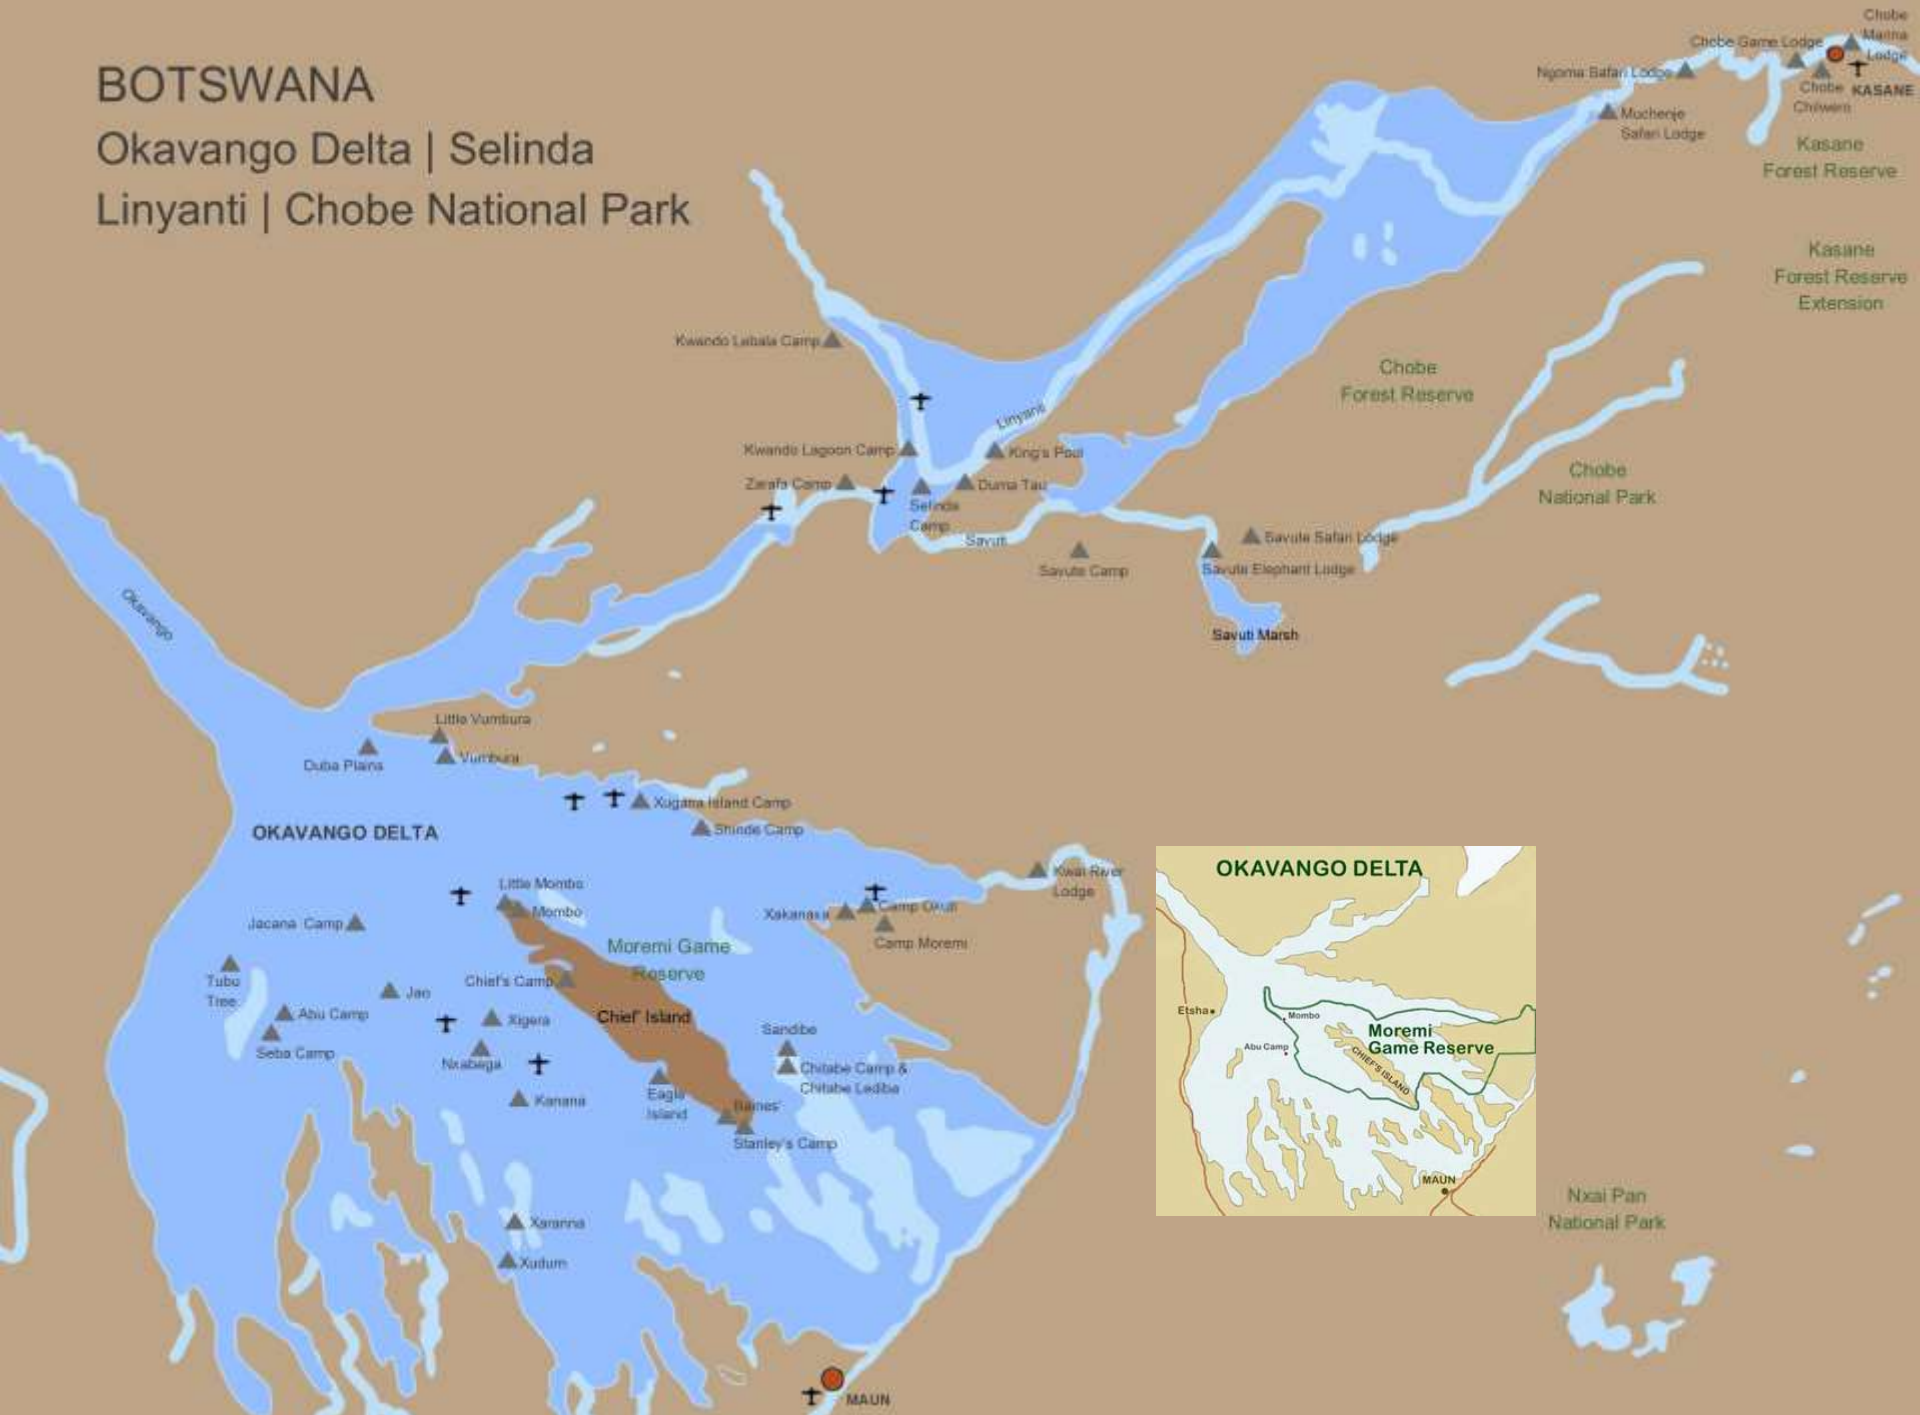 BOTSWANA
Okavango Delta | Selinda
Linyanti | Chobe National Park
Chobe
Marina
Lodge
Chobe Game Lodge
Ngoma Safari Lodge
Chobe
Chilwero
KASANE
Muchenje
Safari Lodge
Kasane
Forest Reserve
Kasane
Forest Reserve
Extension
Kwando Lebala Camp
Chobe
Forest Reserve
Linyanti
Kwando Lagoon Camp
King's Pool
Zarafa Camp
Duma Tau
Selinda
Camp
Chobe
National Park
Savuti
Savute Safari Lodge
Savute Camp
Savute Elephant Lodge
Savuti Marsh
Okavango
Little Vumbura
Vumbura
Duba Plains
Xugana Island Camp
Shinde Camp
OKAVANGO DELTA
Kwai River
Lodge
Little Mombo
Mombo
Xakanaxa
Camp Okuti
Camp Moremi
Jacana Camp
Moremi Game
Reserve
Tubu
Tree
Chief's Camp
Jao
Abu Camp
Xigera
Chief' Island
Seba Camp
Sandibe
Nxabega
Chitabe Camp &
Chitabe Lediba
Kanana
Eagle
Island
Baines'
Stanley's Camp
Xaranna
Xudum
MAUN
OKAVANGO DELTA
Etsha
Mombo
Moremi
Game Reserve
Abu Camp
CHIEF'S ISLAND
MAUN
Nxai Pan
National Park